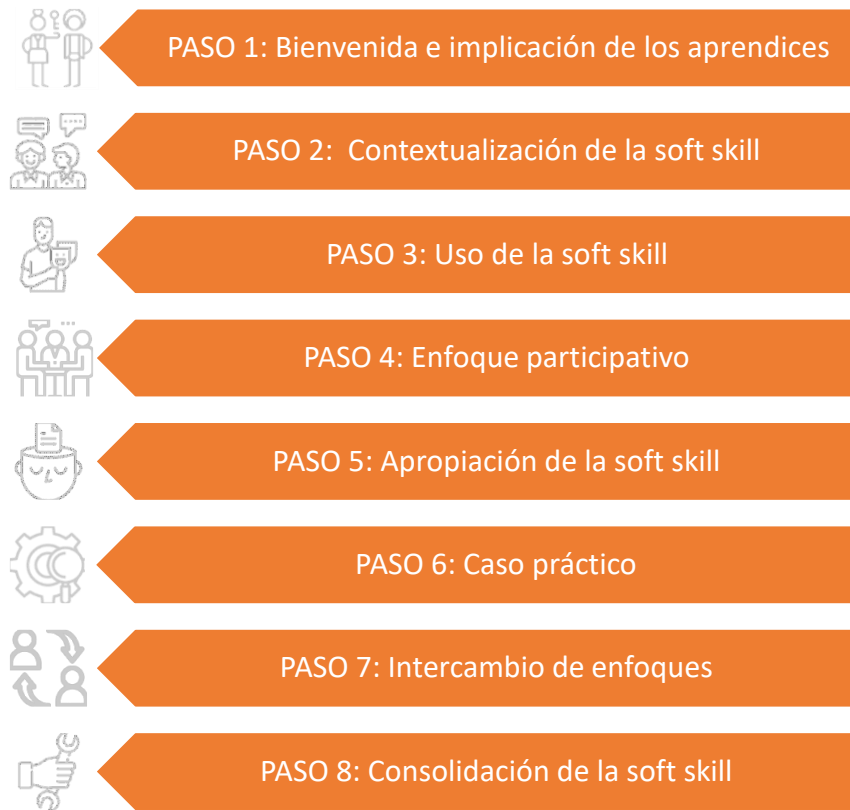 PASO 1: Bienvenida e implicación de los aprendices
PASO 2: Contextualización de la soft skill
PASO 3: Uso de la soft skill
PASO 4: Enfoque participativo
PASO 5: Apropiación de la soft skill
PASO 6: Caso práctico
PASO 7: Intercambio de enfoques
PASO 8: Consolidación de la soft skill